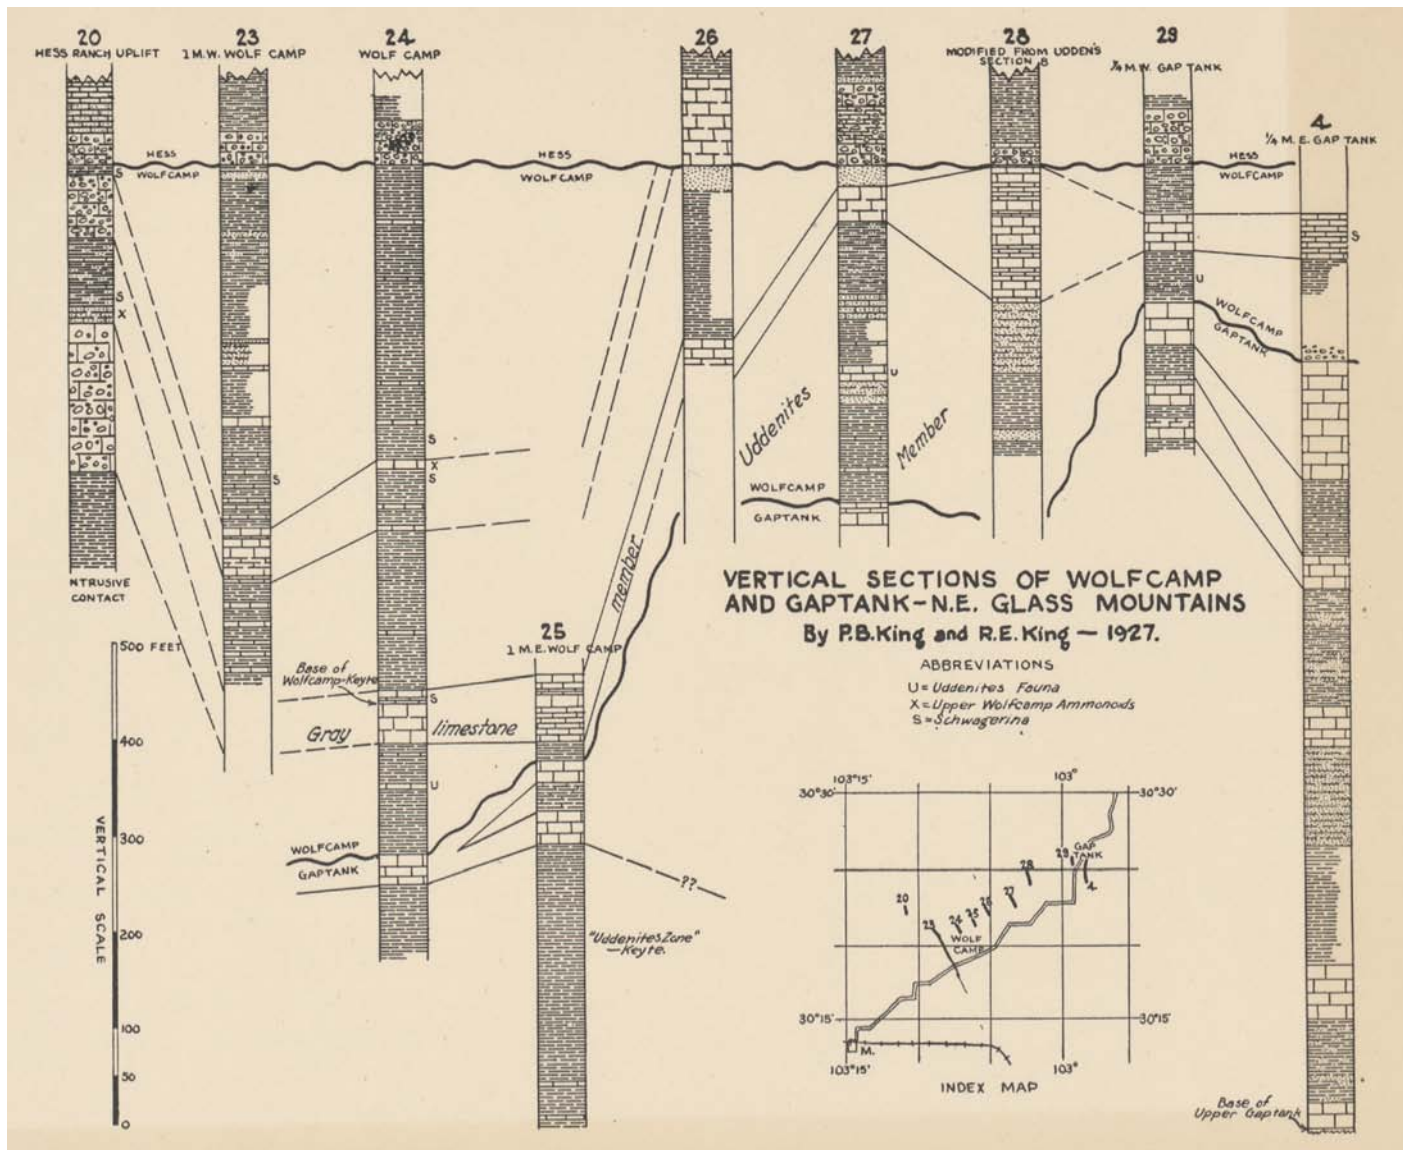 20
HESS RANCH UPLIFT
23
1 M.W. WOLF CAMP
24
WOLF CAMP
26
27
28
MODIFIED FROM UDDEN'S
SECTION B
29
¾ M.W. GAP TANK
4
¼ M.E. GAP TANK
HESS
WOLFCAMP
HESS
WOLFCAMP
HESS
WOLFCAMP
S
S
X
S
S
X
S
S
U
U
U
S
WOLFCAMP
GAPTANK
Uddenites
Member
WOLFCAMP
GAPTANK
member
NTRUSIVE
CONTACT
25
1 M.E. WOLF CAMP
Base of
Wolfcamp-Keyte
Gray limestone
WOLFCAMP
GAPTANK
??
"Uddenites Zone"
-Keyte.
500 FEET
400
300
200
100
50
0
VERTICAL SCALE
VERTICAL SECTIONS OF WOLFCAMP
AND GAPTANK-N.E. GLASS MOUNTAINS
By P.B.King and R.E.King — 1927.
ABBREVIATIONS
U = Uddenites Fauna
X = Upper Wolfcamp Ammonoids
S = Schwagerina
103°15'
103°
30°30'
30°30'
20
23
24
25
26
27
28
29
GAP
TANK
4
WOLF
CAMP
30°15'
30°15'
M.
103°15'
103°
INDEX MAP
Base of
Upper Gaptank